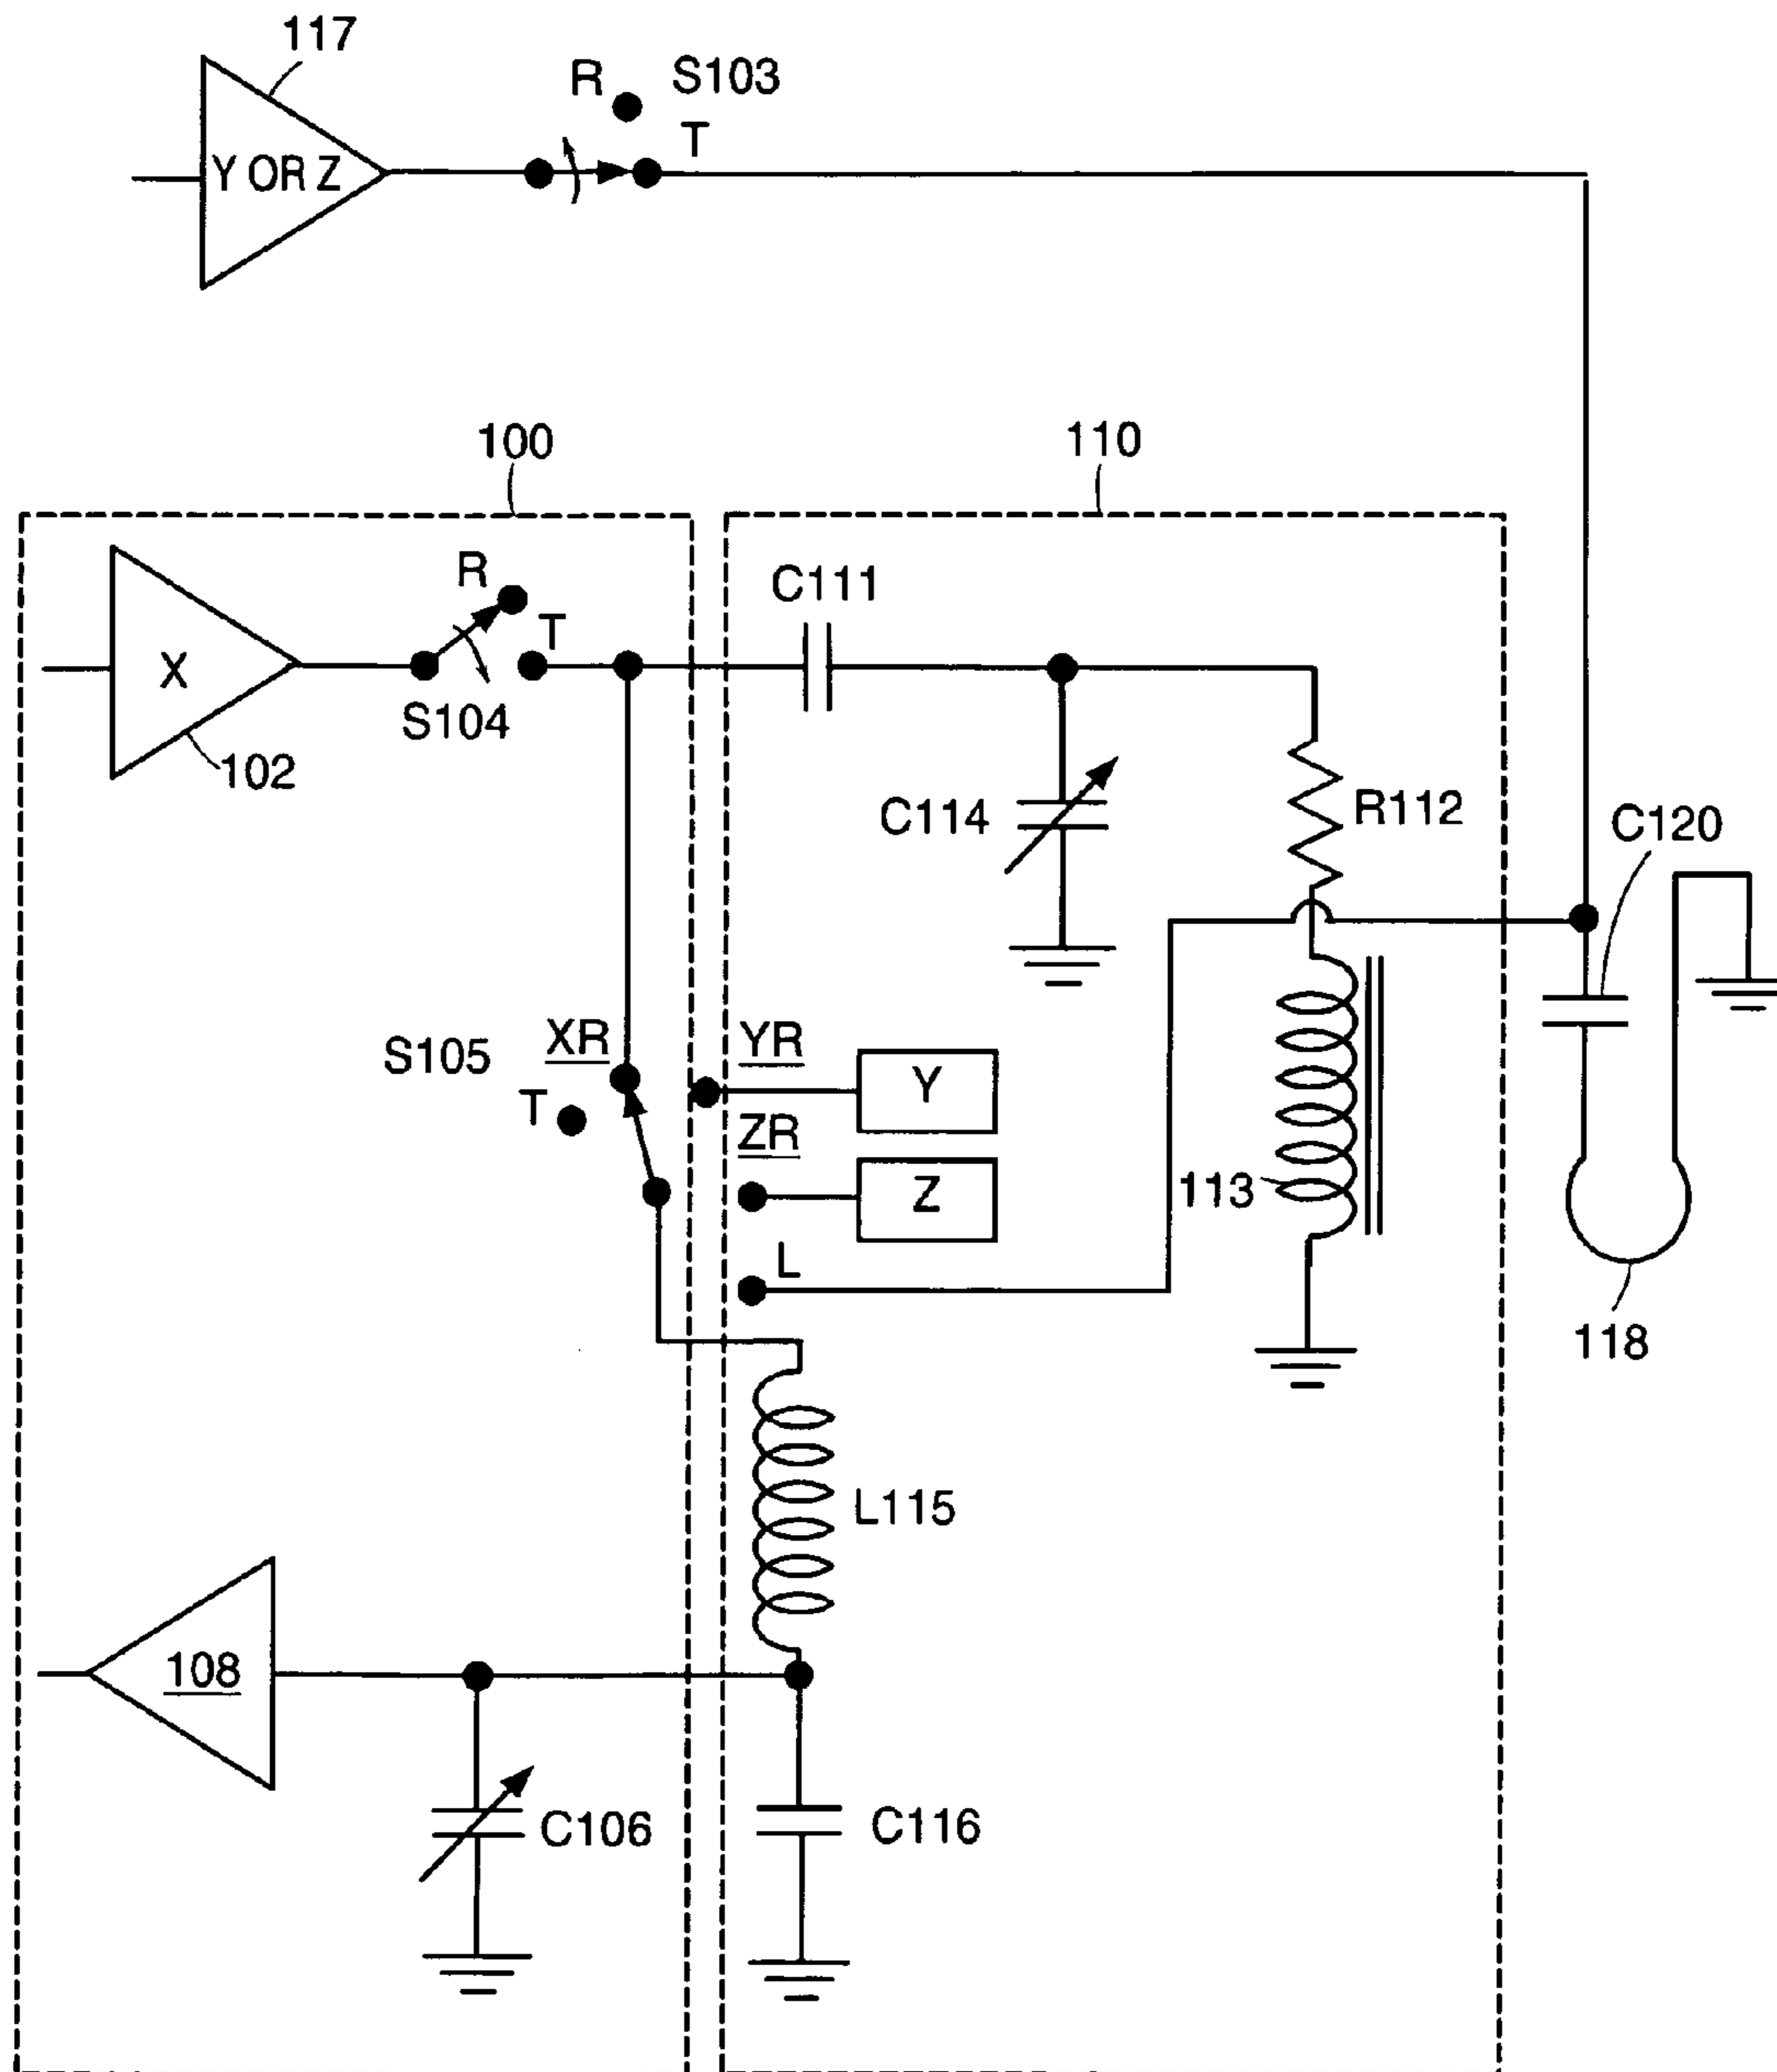 117
R
S103
T
Y OR Z
100
110
C111
R
T
X
S104
102
C114
R112
C120
S105
XR
YR
T
Y
ZR
Z
113
L
118
L115
108
C106
C116